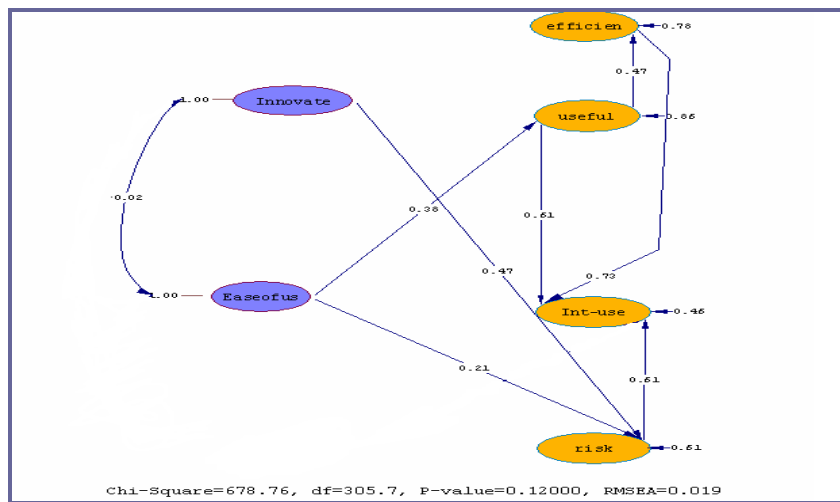 efficien
0.78
0.47
1.00
Innovate
useful
0.86
-0.02
0.38
0.61
0.47
0.73
1.00
Easeofus
Int-use
0.46
0.21
0.61
risk
0.61
Chi-Square=678.76, df=305.7, P-value=0.12000, RMSEA=0.019